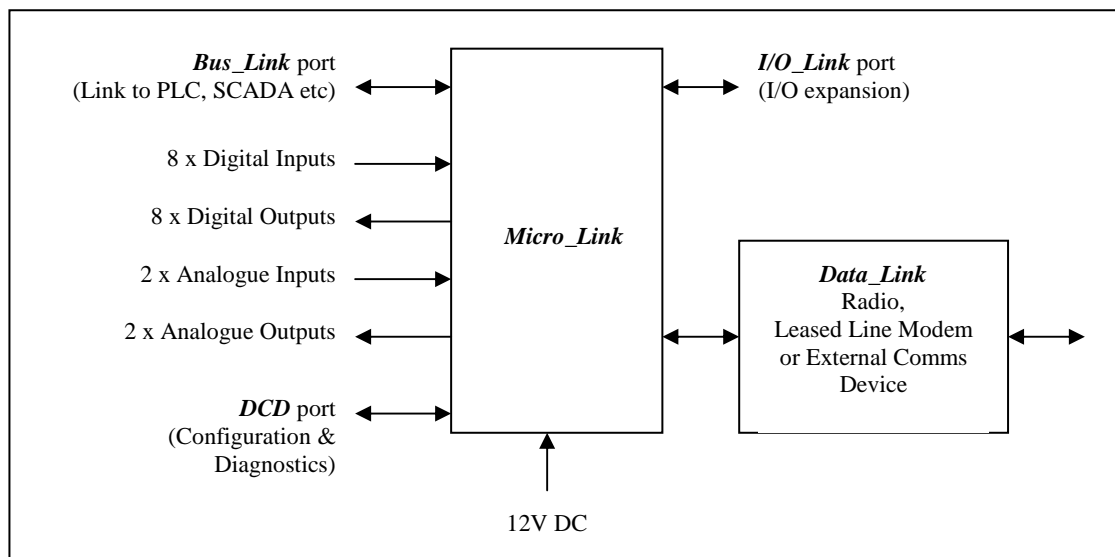 Bus_Link port
(Link to PLC, SCADA etc)
8 x Digital Inputs
8 x Digital Outputs
2 x Analogue Inputs
2 x Analogue Outputs
DCD port
(Configuration &
Diagnostics)
Micro_Link
12V DC
I/O_Link port
(I/O expansion)
Data_Link
Radio,
Leased Line Modem
or External Comms
Device